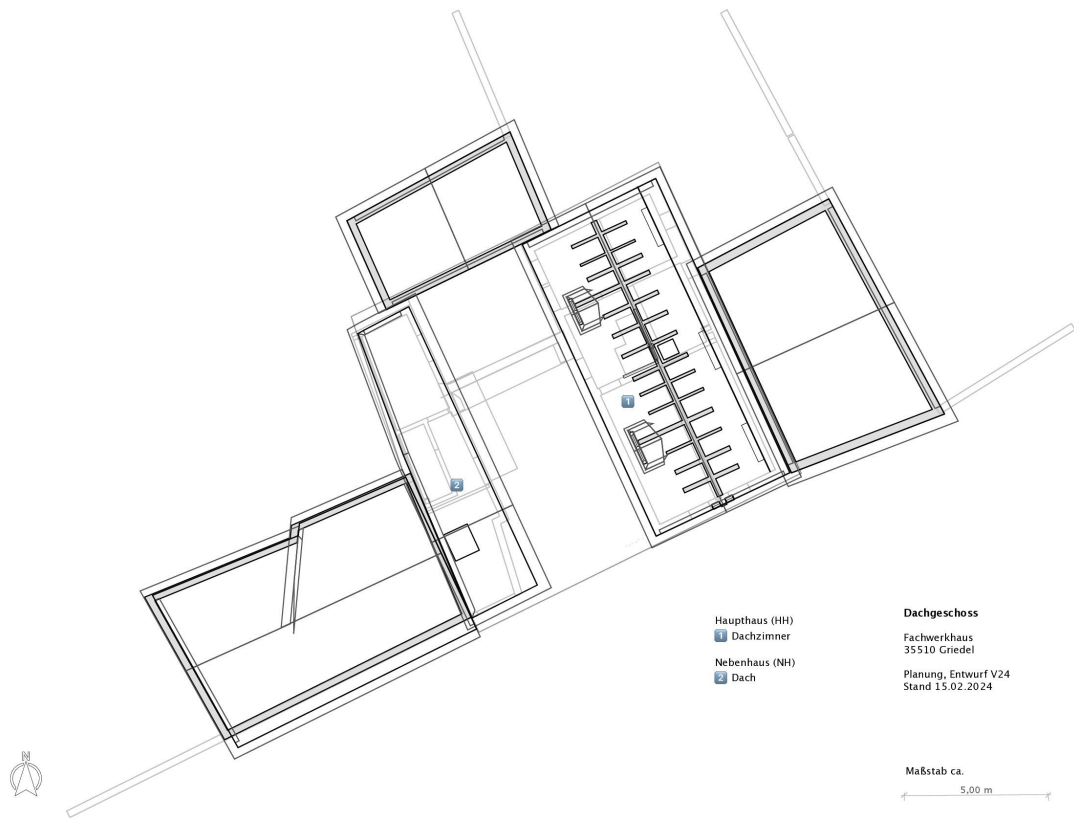 1
2
Haupthaus (HH)
1 Dachzimmer
Nebenhaus (NH)
2 Dach
Dachgeschoss
Fachwerkhaus
35510 Griedel
Planung, Entwurf V24
Stand 15.02.2024
N
Maßstab ca.
5,00 m